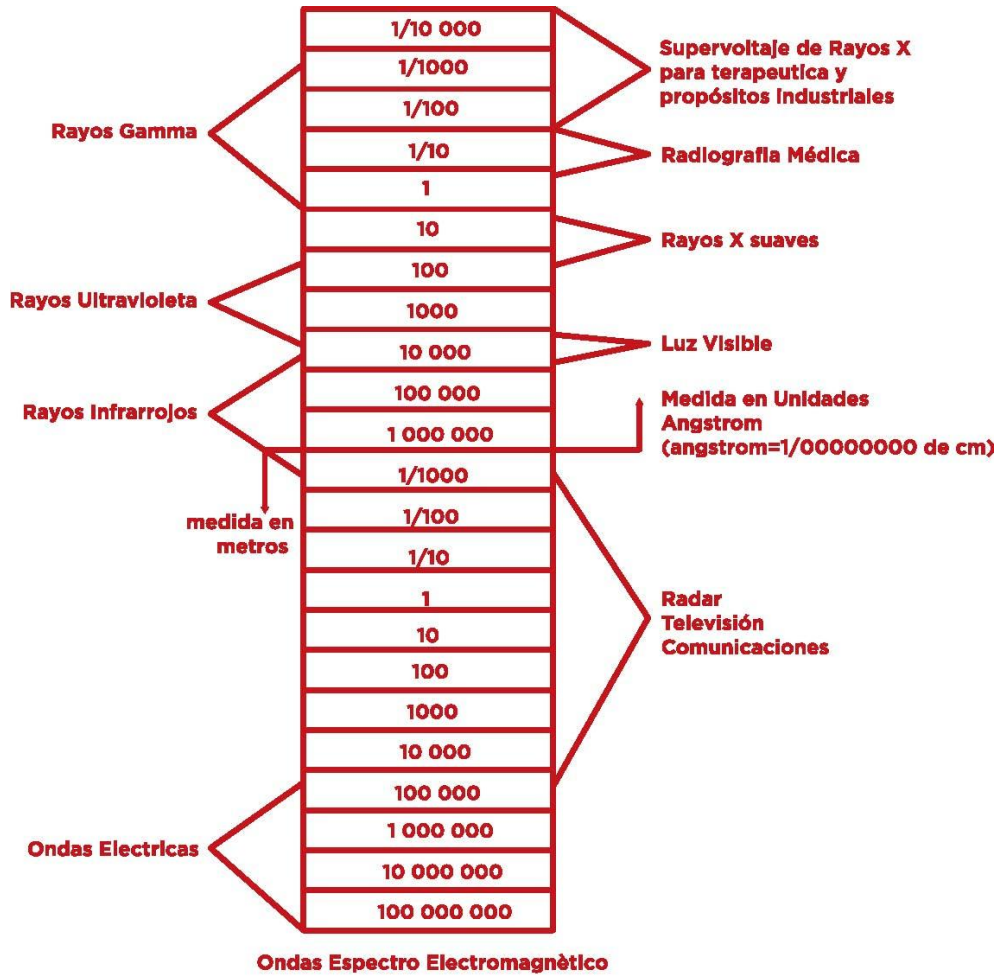 1/10 000
1/1000
1/100
1/10
1
10
100
1000
10 000
100 000
1 000 000
1/1000
1/100
1/10
1
10
100
1000
10 000
100 000
1 000 000
10 000 000
100 000 000
Rayos Gamma
Rayos Ultravioleta
Rayos Infrarrojos
medida en
metros
Ondas Electricas
Supervoltaje de Rayos X
para terapeutica y
propósitos industriales
Radiografia Médica
Rayos X suaves
Luz Visible
Medida en Unidades
Angstrom
(angstrom=1/00000000 de cm)
Radar
Televisión
Comunicaciones
Ondas Espectro Electromagnètico